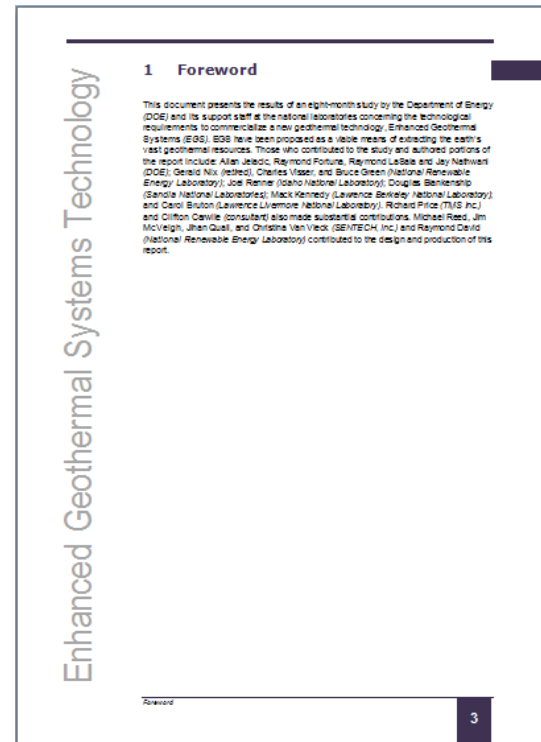 Enhanced Geothermal Systems Technology
1 Foreword
This document presents the results of an eight-month study by the Department of Energy
(DOE) and its support staff at the national laboratories concerning the technological
requirements to commercialize a new geothermal technology, Enhanced Geothermal
Systems (EGS). EGS have been proposed as a viable means of extracting the earth's
vast geothermal resources. Those who contributed to the study and authored portions of
the report include: Allan Jelacic, Raymond Fortuna, Raymond LaSala and Jay Nathwani
(DOE); Gerald Nix (retired), Charles Visser, and Bruce Green (National Renewable
Energy Laboratory); Joel Renner (Idaho National Laboratory); Douglas Blankenship
(Sandia National Laboratories); Mack Kennedy (Lawrence Berkeley National Laboratory);
and Carol Bruton (Lawrence Livermore National Laboratory). Richard Price (TMS Inc.)
and Clifton Carwile (consultant) also made substantial contributions. Michael Reed, Jim
McVeigh, Jihan Quail, and Christina Van Vleck (SENTECH, Inc.) and Raymond David
(National Renewable Energy Laboratory) contributed to the design and production of this
report.
Foreword
3